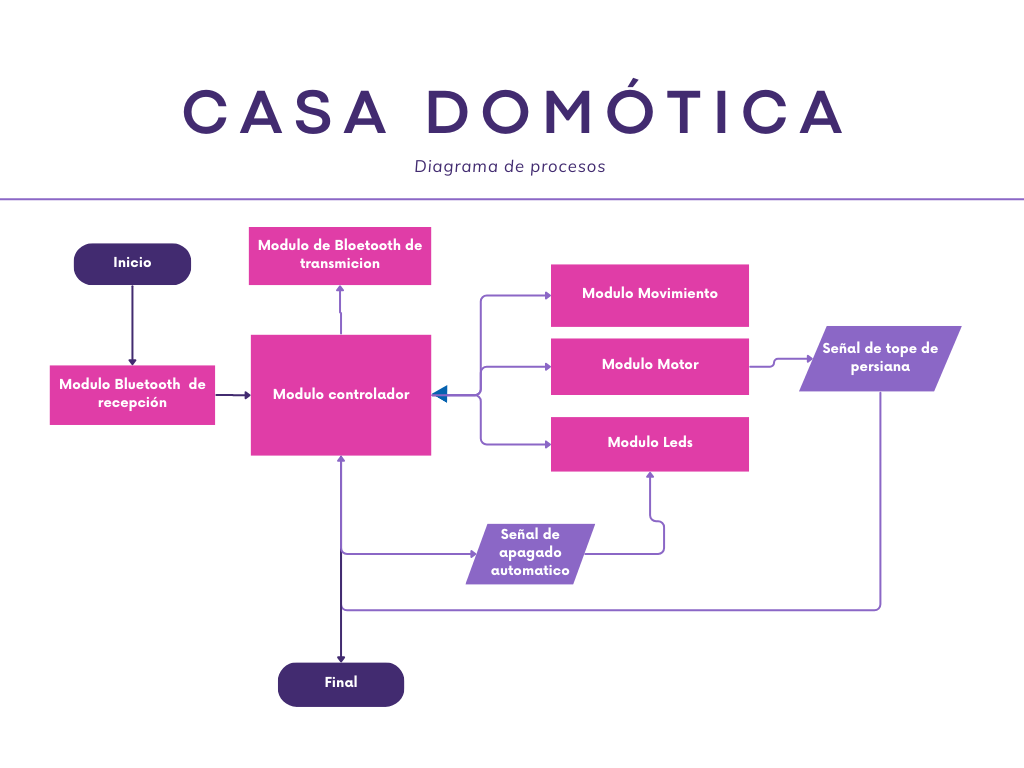 CASA DOMÓTICA
Diagrama de procesos
Inicio
Modulo de Bloetooth de
transmicion
Modulo Movimiento
Modulo Motor
Señal de tope de
persiana
Modulo Bluetooth de
recepción
Modulo controlador
Modulo Leds
Señal de
apagado
automatico
Final